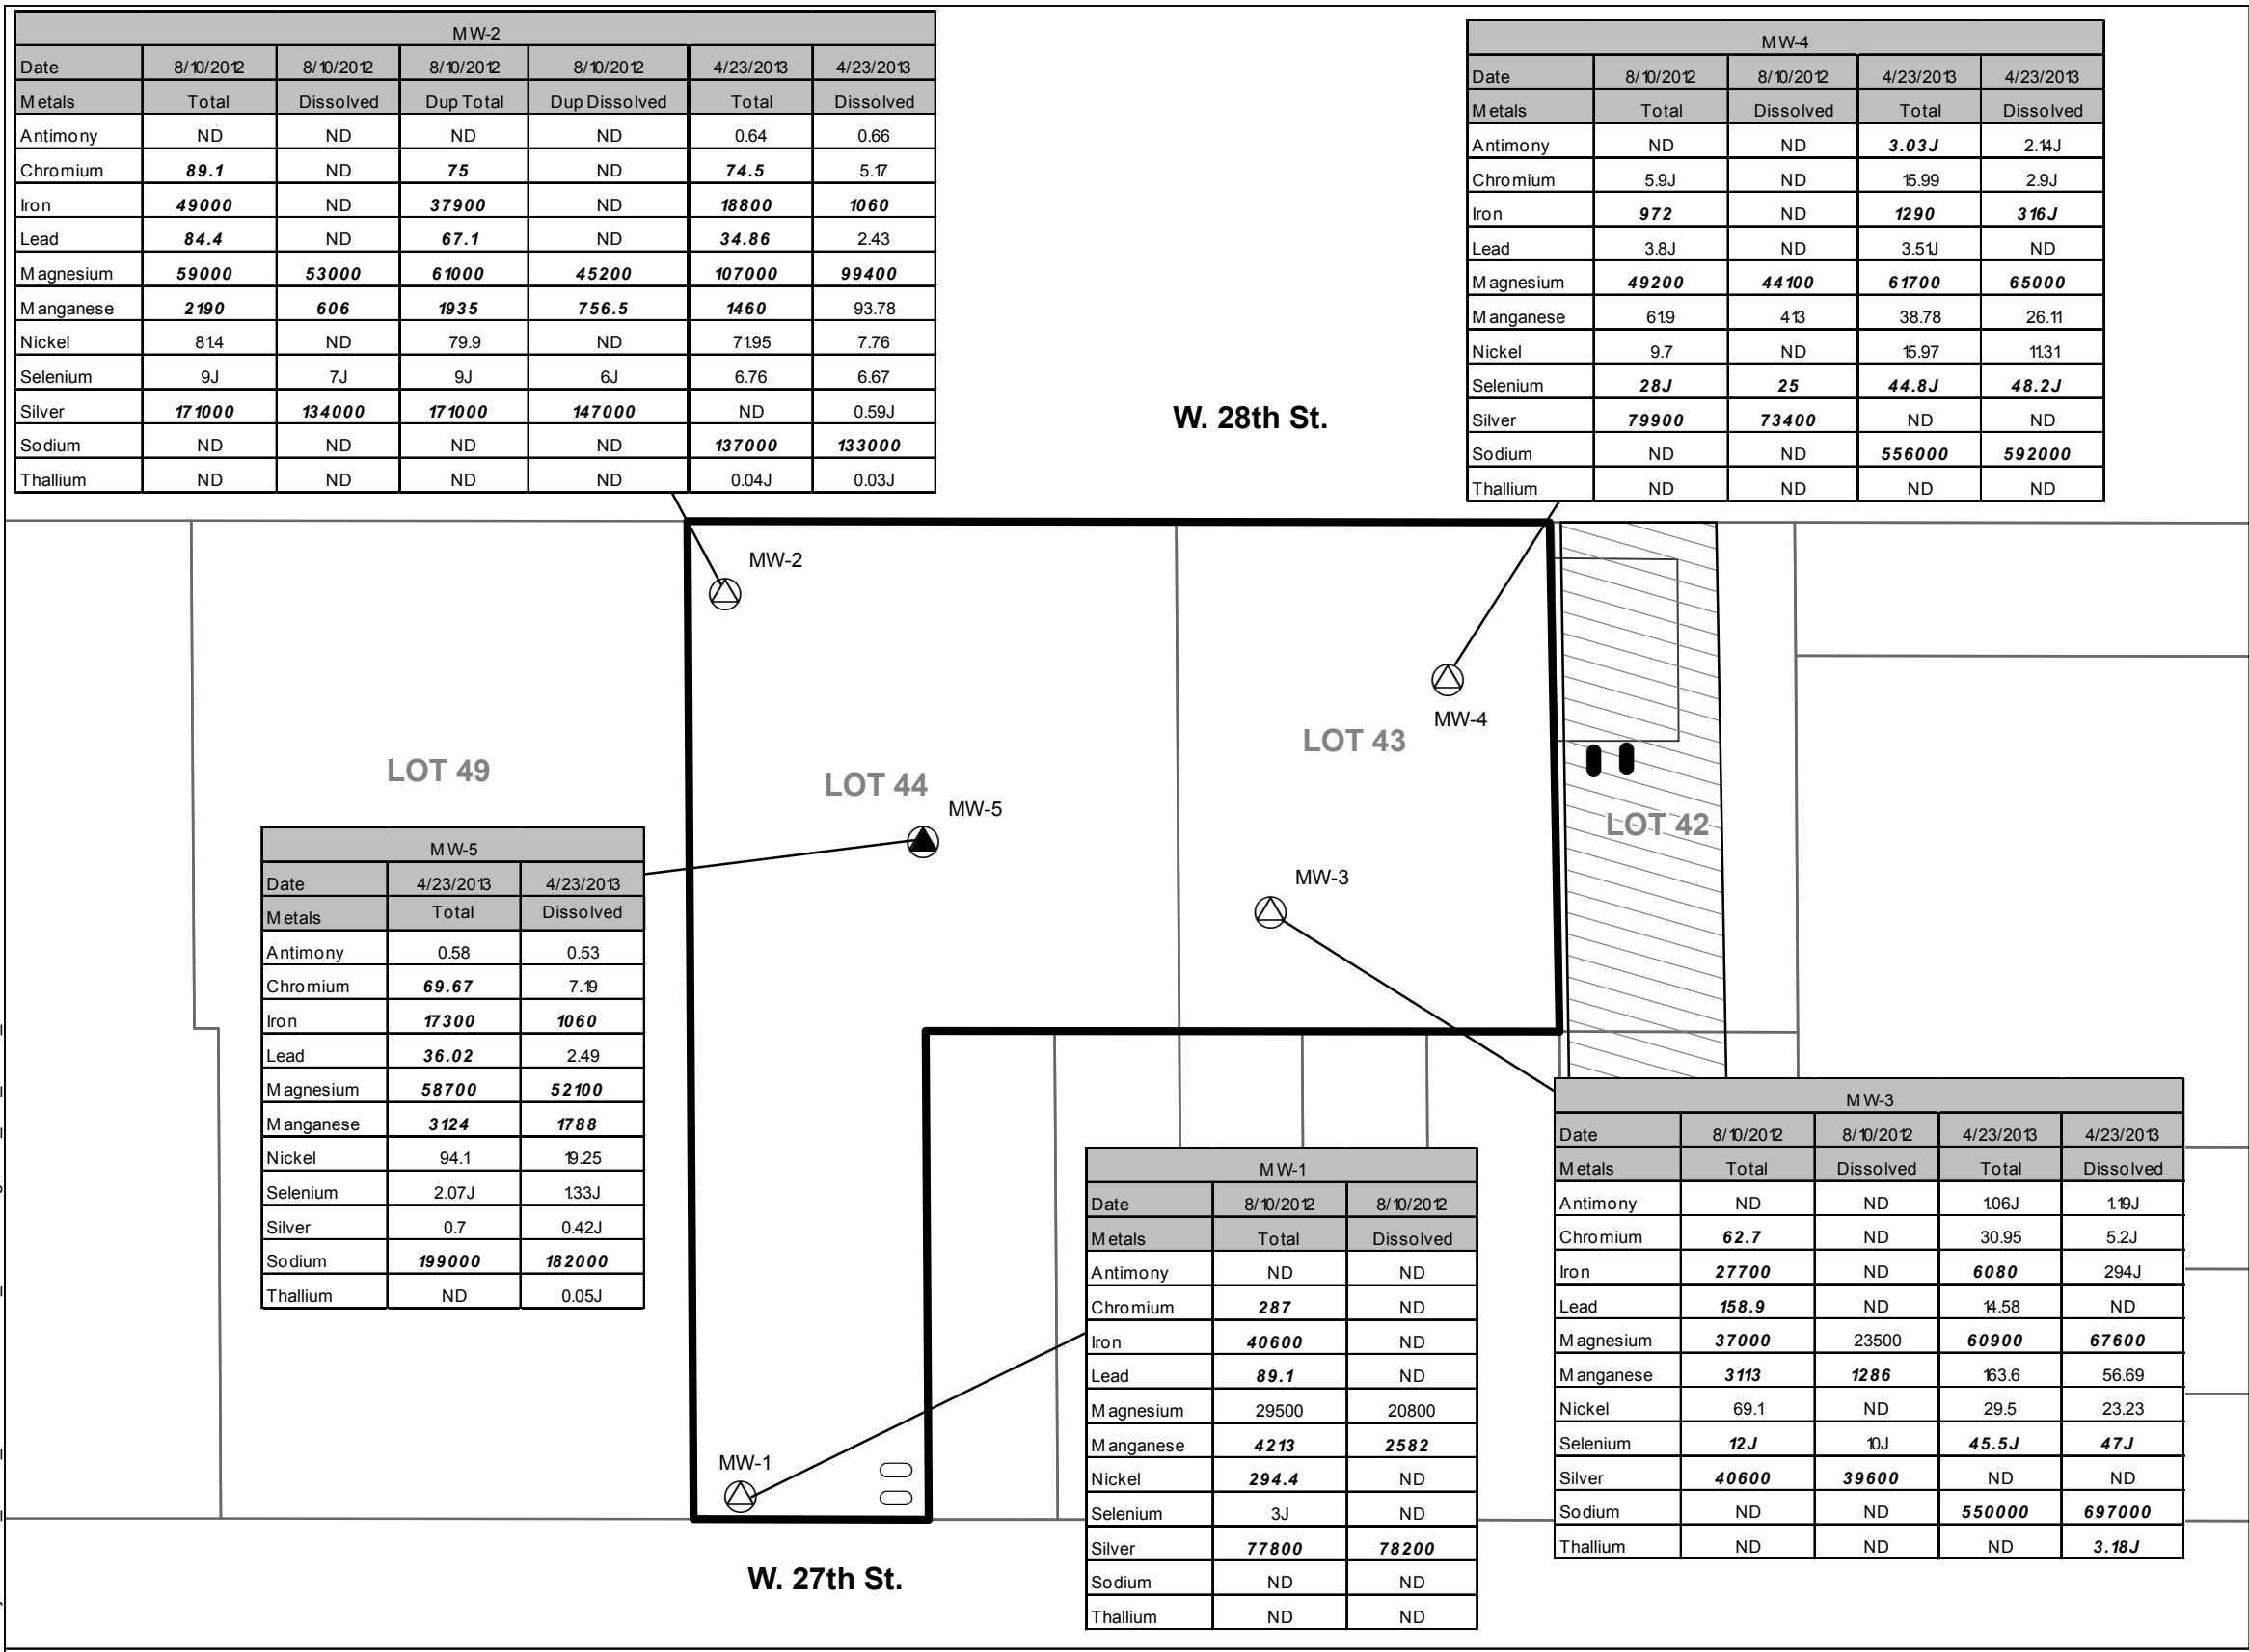 MW-2
Date 8/10/2012 8/10/2012 8/10/2012 8/10/2012 4/23/2013 4/23/2013
Metals Total Dissolved Dup Total Dup Dissolved Total Dissolved
Antimony ND ND ND ND 0.64 0.66
Chromium 89.1 ND 75 ND 74.5 5.17
Iron 49000 ND 37900 ND 18800 1060
Lead 84.4 ND 67.1 ND 34.86 2.43
Magnesium 59000 53000 61000 45200 107000 99400
Manganese 2190 606 1935 756.5 1460 93.78
Nickel 81.4 ND 79.9 ND 71.95 7.76
Selenium 9J 7J 9J 6J 6.76 6.67
Silver 171000 134000 171000 147000 ND 0.59J
Sodium ND ND ND ND 137000 133000
Thallium ND ND ND ND 0.04J 0.03J
MW-4
Date 8/10/2012 8/10/2012 4/23/2013 4/23/2013
Metals Total Dissolved Total Dissolved
Antimony ND ND 3.03J 2.14J
Chromium 5.9J ND 15.99 2.9J
Iron 972 ND 1290 316J
Lead 3.8J ND 3.51J ND
Magnesium 49200 44100 61700 65000
Manganese 61.9 41.3 38.78 26.11
Nickel 9.7 ND 15.97 11.31
Selenium 28J 25 44.8J 48.2J
Silver 79900 73400 ND ND
Sodium ND ND 556000 592000
Thallium ND ND ND ND
W. 28th St.
MW-2
MW-4
LOT 43
LOT 49
LOT 44
MW-5
LOT 42
MW-3
MW-5
Date 4/23/2013 4/23/2013
Metals Total Dissolved
Antimony 0.58 0.53
Chromium 69.67 7.19
Iron 17300 1060
Lead 36.02 2.49
Magnesium 58700 52100
Manganese 3124 1788
Nickel 94.1 19.25
Selenium 2.07J 1.33J
Silver 0.7 0.42J
Sodium 199000 182000
Thallium ND 0.05J
MW-3
Date 8/10/2012 8/10/2012 4/23/2013 4/23/2013
Metals Total Dissolved Total Dissolved
Antimony ND ND 1.06J 1.19J
Chromium 62.7 ND 30.95 5.2J
Iron 27700 ND 6080 294J
Lead 158.9 ND 14.58 ND
Magnesium 37000 23500 60900 67600
Manganese 3113 1286 163.6 56.69
Nickel 69.1 ND 29.5 23.23
Selenium 12J 10J 45.5J 47J
Silver 40600 39600 ND ND
Sodium ND ND 550000 697000
Thallium ND ND ND 3.18J
MW-1
Date 8/10/2012 8/10/2012
Metals Total Dissolved
Antimony ND ND
Chromium 287 ND
Iron 40600 ND
Lead 89.1 ND
Magnesium 29500 20800
Manganese 4213 2582
Nickel 294.4 ND
Selenium 3J ND
Silver 77800 78200
Sodium ND ND
Thallium ND ND
MW-1
W. 27th St.